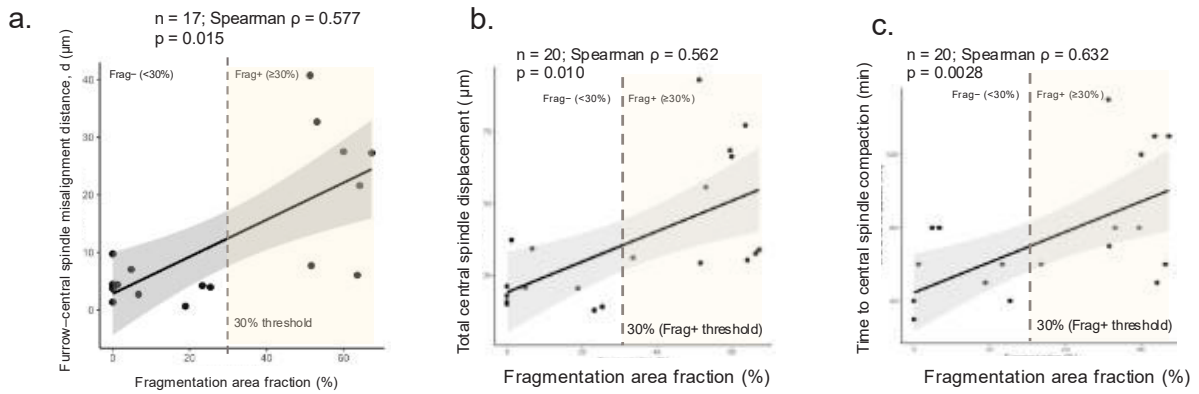 a.
n = 17; Spearman ρ = 0.577
p = 0.015
Furrow–central spindle misalignment distance, d (μm)
Frag− (<30%)
Frag+ (≥30%)
40
30
20
10
0
30% threshold
0
20
40
60
Fragmentation area fraction (%)
b.
n = 20; Spearman ρ = 0.562
p = 0.010
Total central spindle displacement (μm)
Frag− (<30%)
Frag+ (≥30%)
30% (Frag+ threshold)
Fragmentation area fraction (%)
c.
n = 20; Spearman ρ = 0.632
p = 0.0028
Time to central spindle compaction (min)
Frag− (<30%)
Frag+ (≥30%)
30% (Frag+ threshold)
Fragmentation area fraction (%)